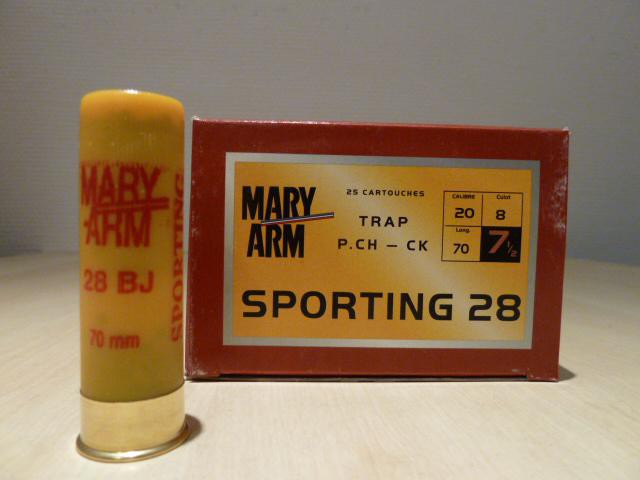 MARY
ARM
28 BJ
70 mm
SPORTING
MARY
ARM
25 CARTOUCHES
TRAP
P.CH – CK
CALIBRE Culot
20 8
Long.
70 7½
SPORTING 28